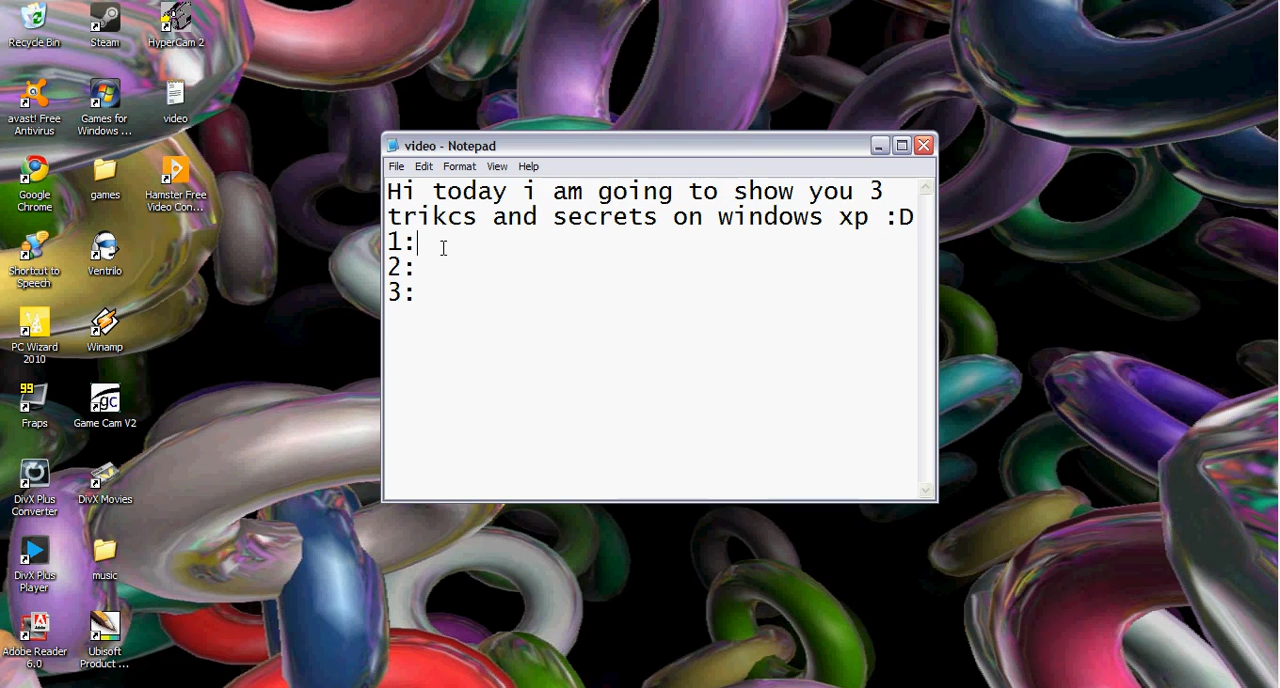 Recycle Bin
Steam
HyperCam 2
avast! Free
Antivirus
Games for
Windows ...
video
Google
Chrome
games
Hamster Free
Video Con...
Shortcut to
Speech
Ventrilo
PC Wizard
2010
Winamp
99
Fraps
gc
Game Cam V2
DivX Plus
Converter
DivX Movies
DivX Plus
Player
music
Adobe Reader
6.0
Ubisoft
Product ...
video - Notepad
File Edit Format View Help
Hi today i am going to show you 3
trikcs and secrets on windows xp :D
1:
2:
3: